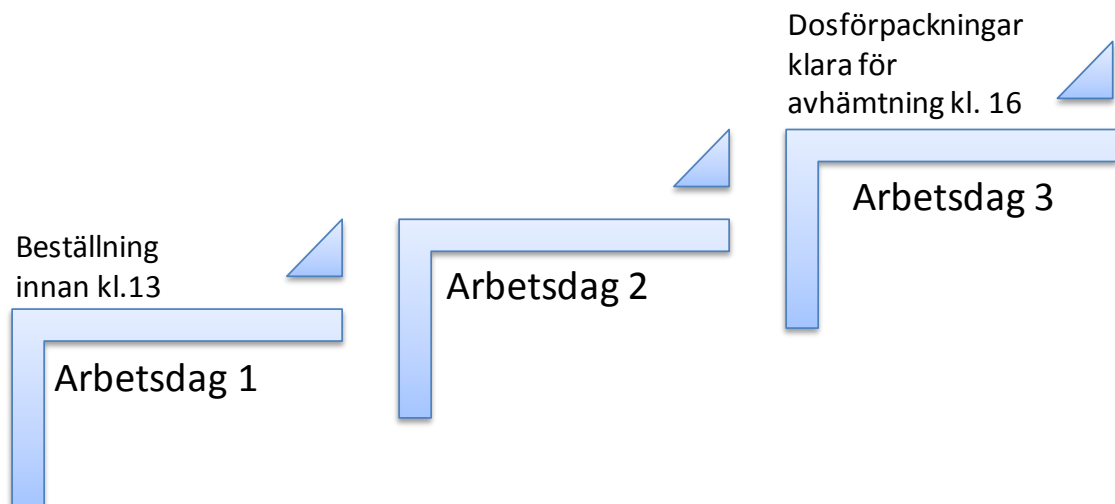 Beställning
innan kl.13
Arbetsdag 1
Arbetsdag 2
Dosförpackningar
klara för
avhämtning kl. 16
Arbetsdag 3